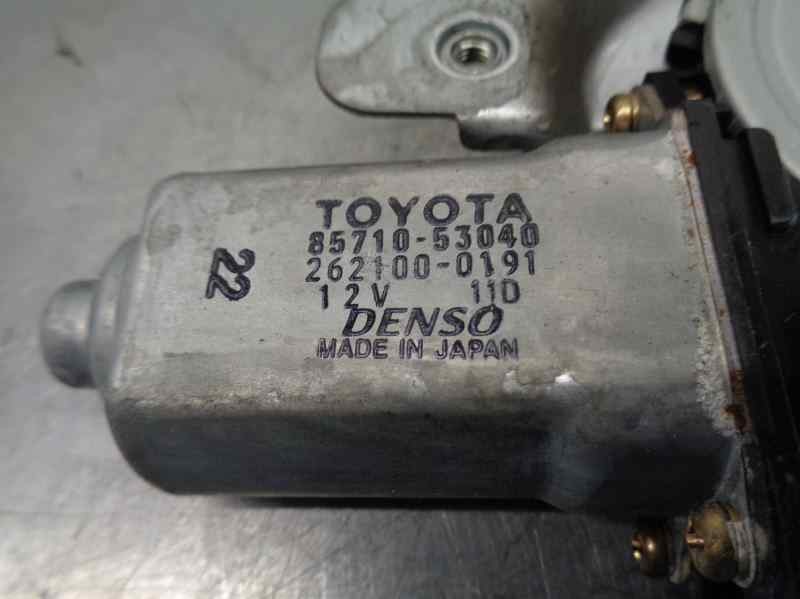 TOYOTA
85710-53040
262100-0191
12V 11D
DENSO
MADE IN JAPAN
22